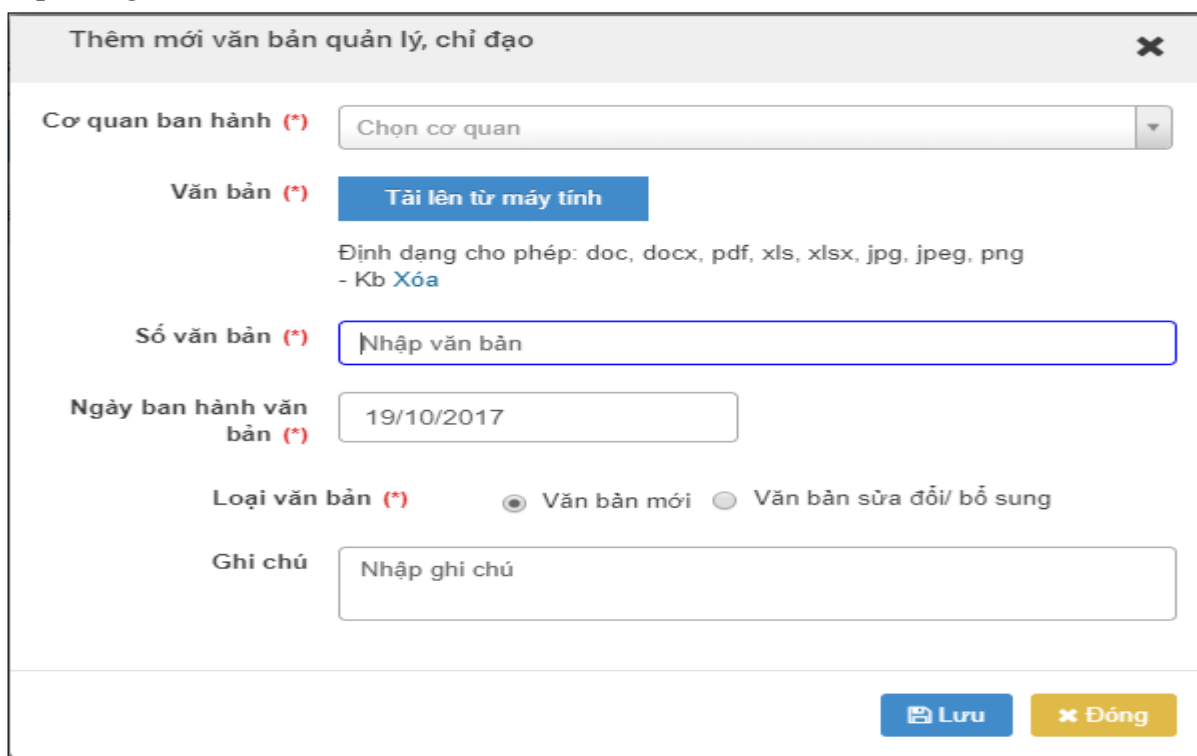 Thêm mới văn bản quản lý, chỉ đạo
Cơ quan ban hành (*) Chọn cơ quan
Văn bản (*) Tải lên từ máy tính
Định dạng cho phép: doc, docx, pdf, xls, xlsx, jpg, jpeg, png
- Kb Xóa
Số văn bản (*) Nhập văn bản
Ngày ban hành văn bản (*) 19/10/2017
Loại văn bản (*) Văn bản mới Văn bản sửa đổi/ bổ sung
Ghi chú Nhập ghi chú
Lưu Đóng